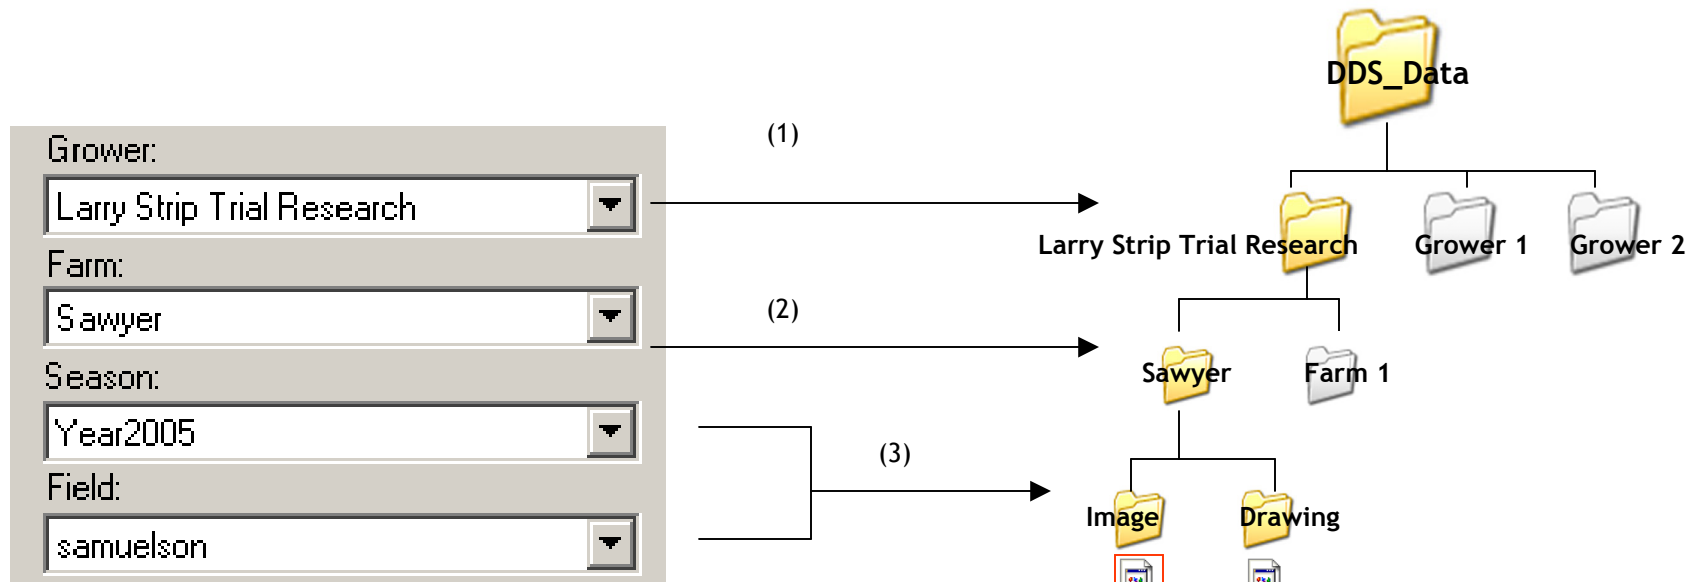 DDS_Data
(1)
Grower:
Larry Strip Trial Research
Larry Strip Trial Research
Grower 1
Grower 2
Farm:
Sawyer
(2)
Sawyer
Farm 1
Season:
Year2005
(3)
Field:
samuelson
Image
Drawing